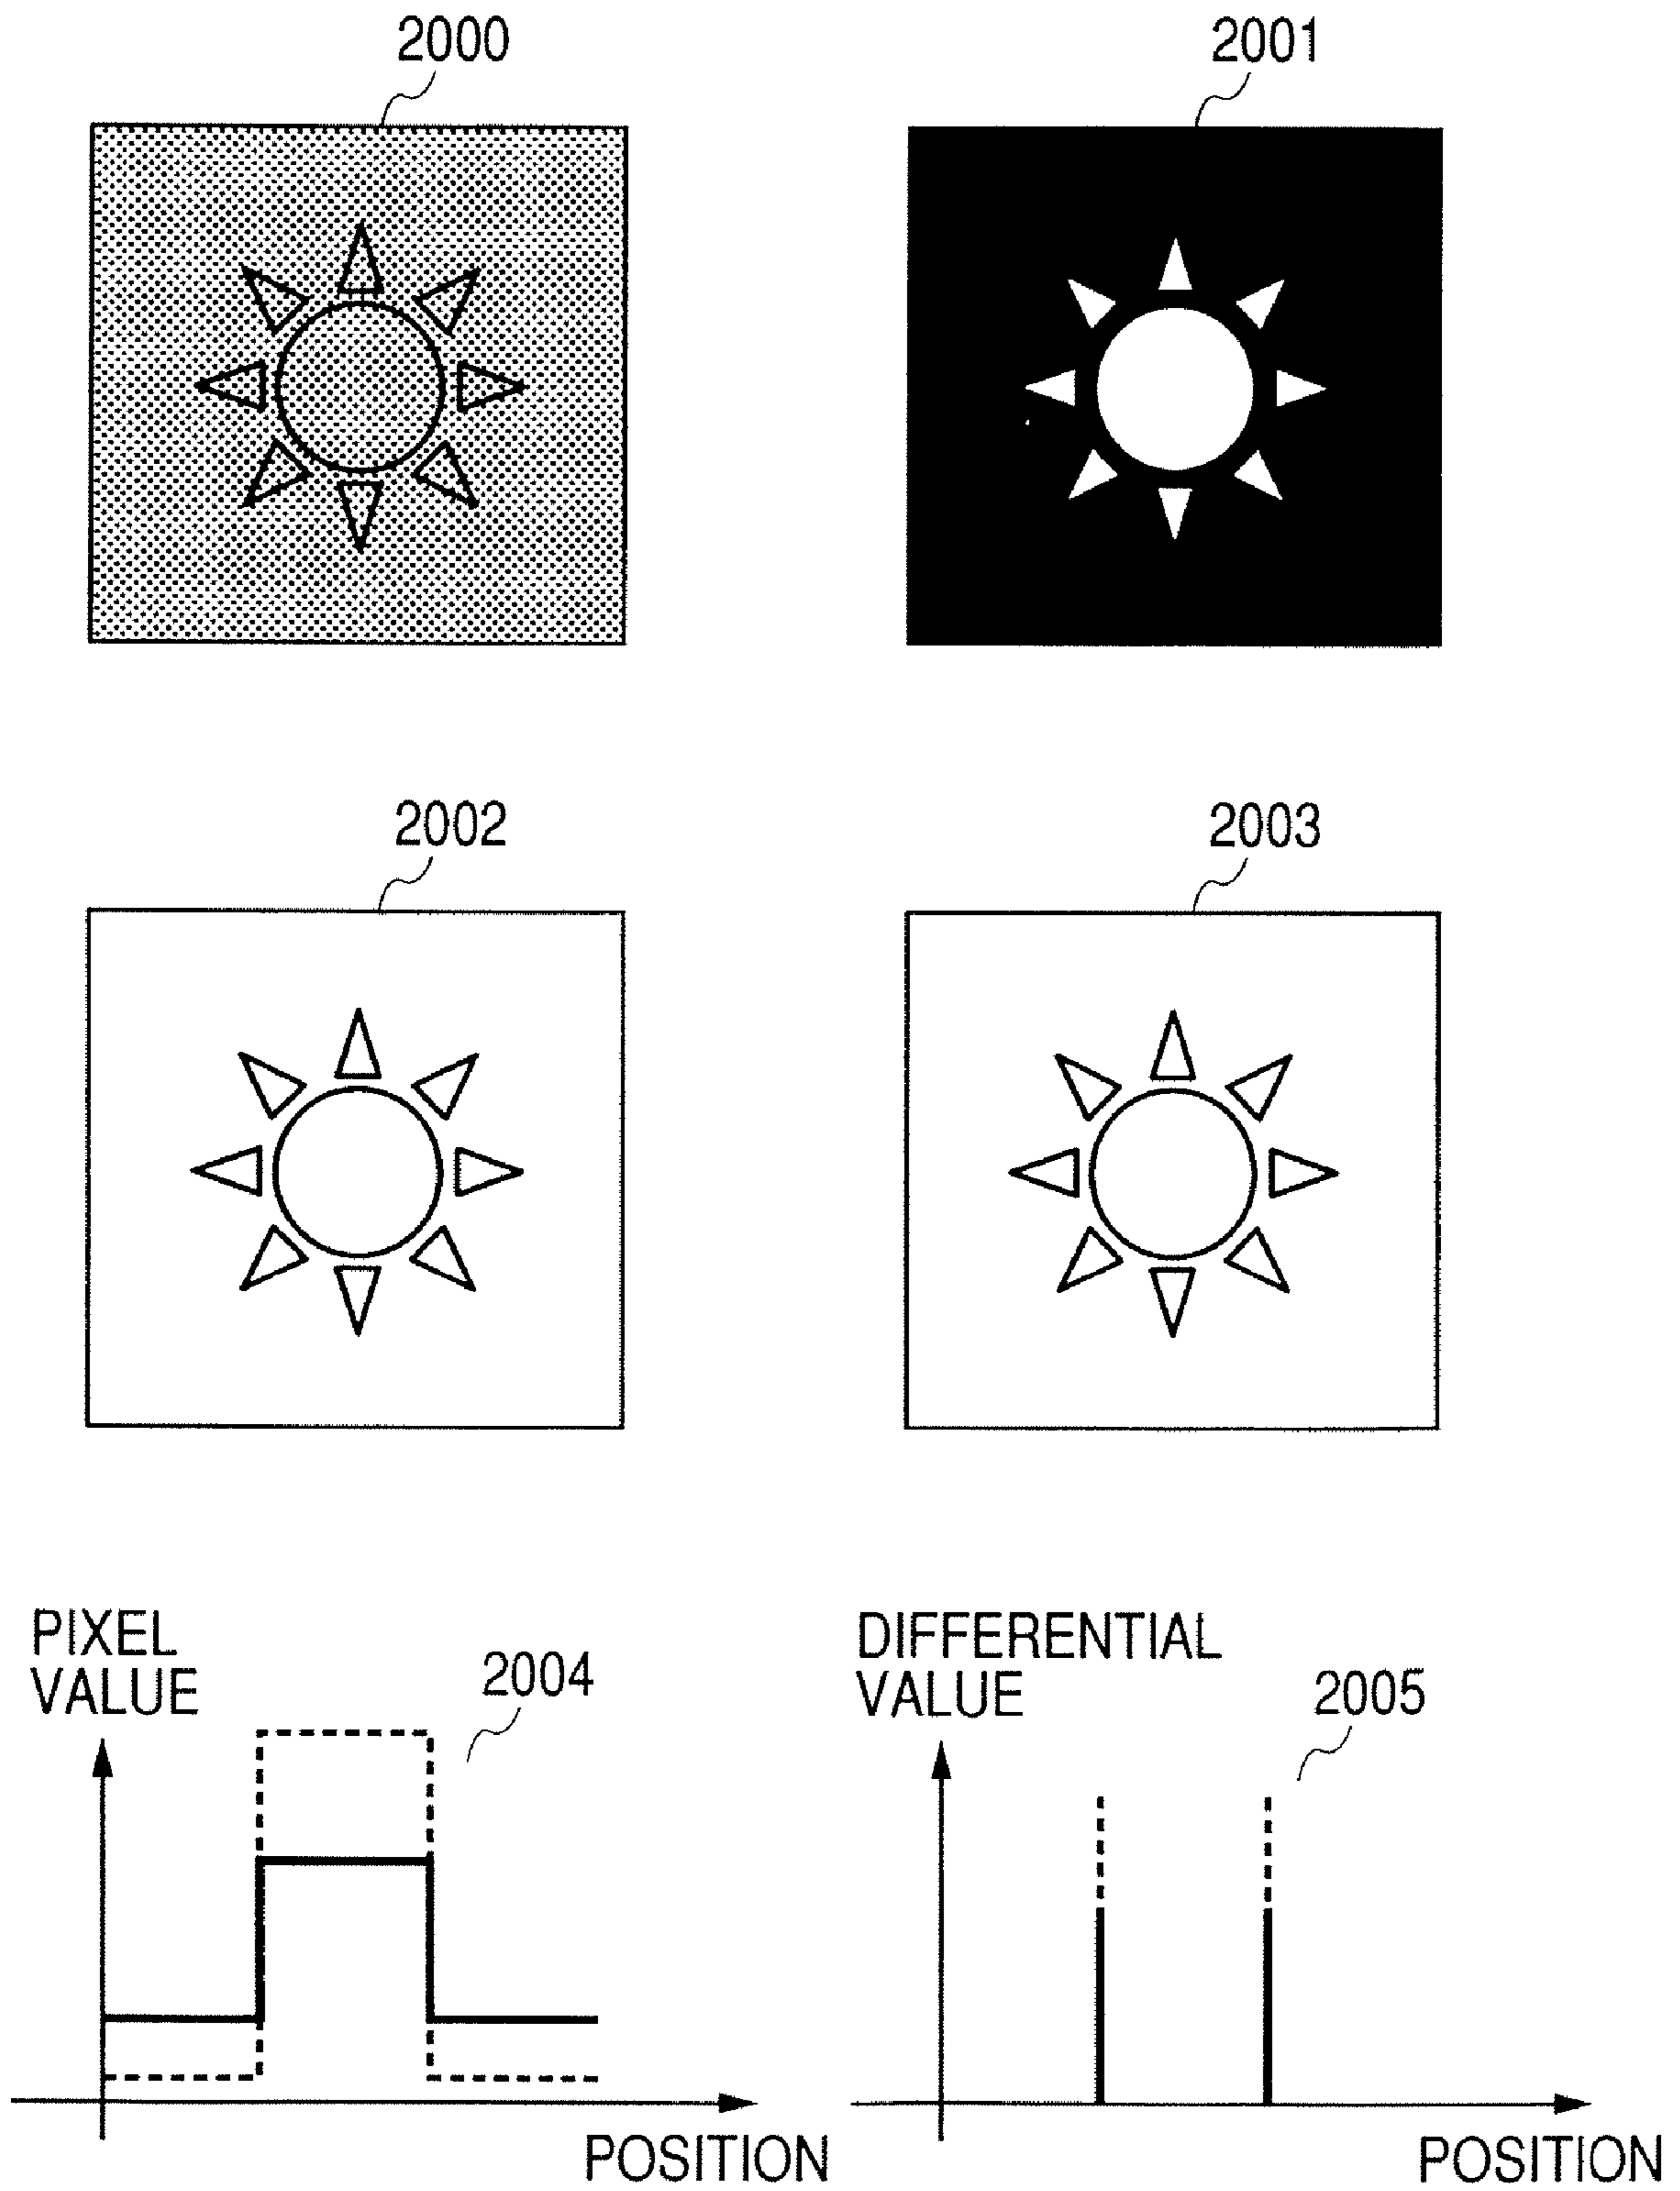 2000
2001
2002
2003
PIXEL
VALUE
2004
POSITION
DIFFERENTIAL
VALUE
2005
POSITION